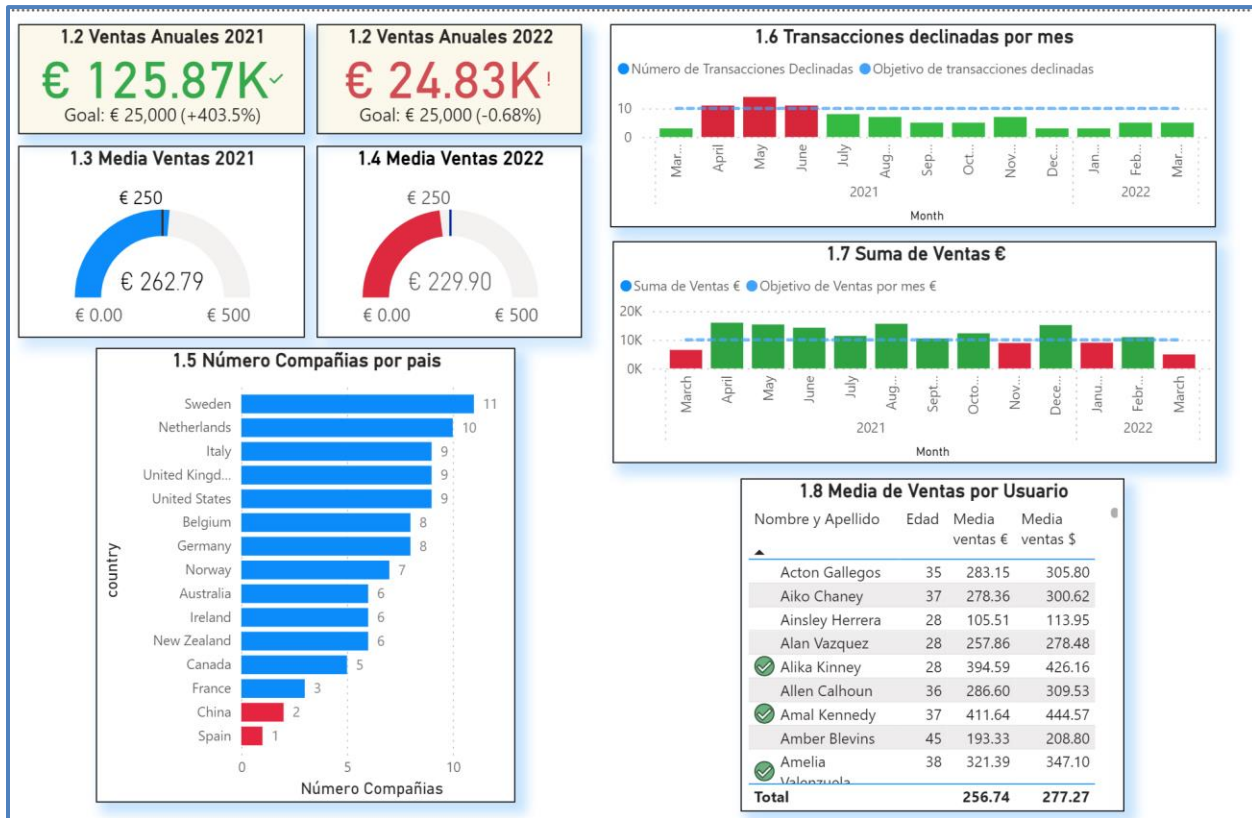 1.2 Ventas Anuales 2021
€ 125.87K
Goal: € 25,000 (+403.5%)
1.2 Ventas Anuales 2022
€ 24.83K!
Goal: € 25,000 (-0.68%)
1.3 Media Ventas 2021
€ 250
€ 262.79
€ 0.00
€ 500
1.4 Media Ventas 2022
€ 250
€ 229.90
€ 0.00
€ 500
1.5 Número Compañias por pais
country
Sweden 11
Netherlands 10
Italy 9
United Kingd... 9
United States 9
Belgium 8
Germany 8
Norway 7
Australia 6
Ireland 6
New Zealand 6
Canada 5
France 3
China 2
Spain 1
0 5 10
Número Compañías
1.6 Transacciones declinadas por mes
Número de Transacciones Declinadas Objetivo de transacciones declinadas
10
0
Mar... April May June July Aug... Sep... Oct... Nov... Dec... Jan... Feb... Mar...
2021 2022
Month
1.7 Suma de Ventas €
Suma de Ventas € Objetivo de Ventas por mes €
20K
10K
0K
March April May June July Aug... Sept... Octo... Nov... Dece... Janu... Febr... March
2021 2022
Month
1.8 Media de Ventas por Usuario
Nombre y Apellido Edad Media Media
ventas € ventas $
Acton Gallegos 35 283.15 305.80
Aiko Chaney 37 278.36 300.62
Ainsley Herrera 28 105.51 113.95
Alan Vazquez 28 257.86 278.48
Alika Kinney 28 394.59 426.16
Allen Calhoun 36 286.60 309.53
Amal Kennedy 37 411.64 444.57
Amber Blevins 45 193.33 208.80
Amelia 38 321.39 347.10
Valenzuela
Total 256.74 277.27